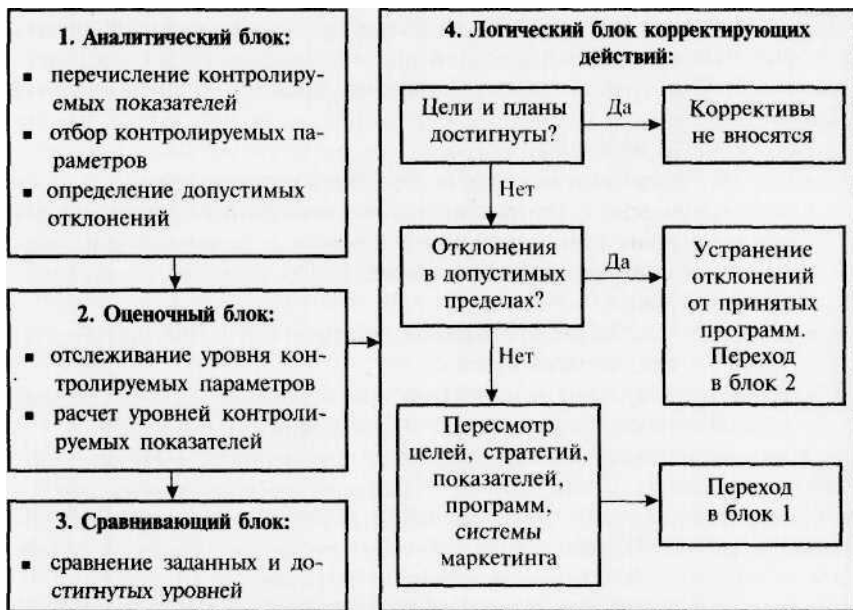 1. Аналитический блок:
▪ перечисление контролиру-
емых показателей
▪ отбор контролируемых па-
раметров
▪ определение допустимых
отклонений
2. Оценочный блок:
▪ отслеживание уровня кон-
тролируемых параметров
▪ расчет уровней контроли-
руемых показателей
3. Сравнивающий блок:
▪ сравнение заданных и до-
стигнутых уровней
4. Логический блок корректирующих
действий:
Цели и планы
достигнуты?
Да
Коррективы
не вносятся
Нет
Отклонения
в допустимых
пределах?
Да
Устранение
отклонений
от принятых
программ.
Переход
в блок 2
Нет
Пересмотр
целей, стратегий,
показателей,
программ,
системы
маркетинга
Переход
в блок 1